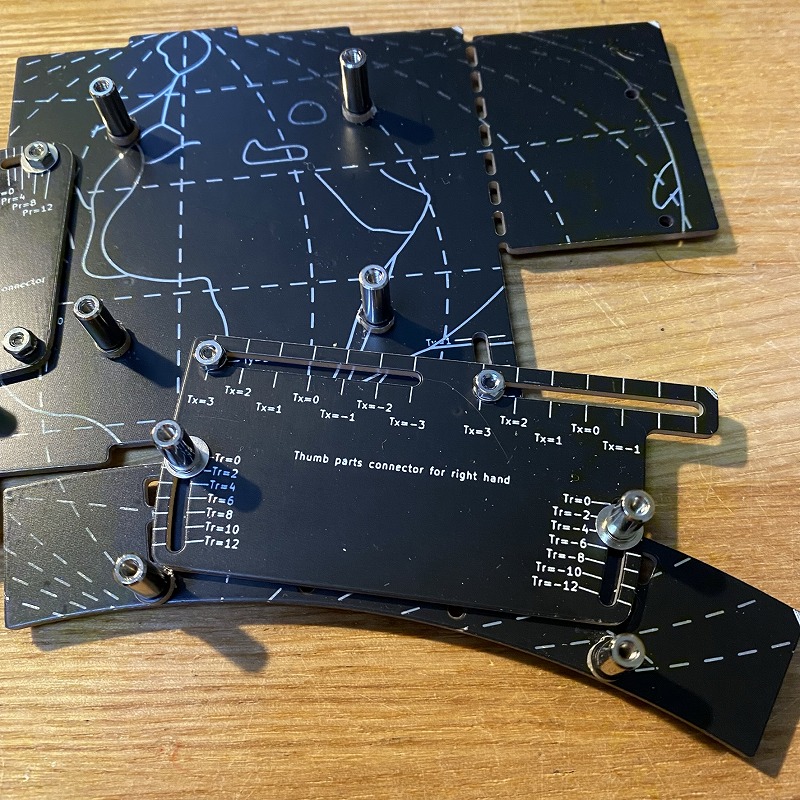 =0
Pr=4
Pr=8
Pr=12
onnector
Tx=1
Tx=3
Tx=2
Tx=1
Tx=0
Tx=-1
Tx=-2
Tx=-3
Tx=3
Tx=2
Tx=1
Tx=0
Tx=-1
Thumb parts connector for right hand
Tr=0
Tr=2
Tr=4
Tr=6
Tr=8
Tr=10
Tr=12
Tr=0
Tr=-2
Tr=-4
Tr=-6
Tr=-8
Tr=-10
Tr=-12